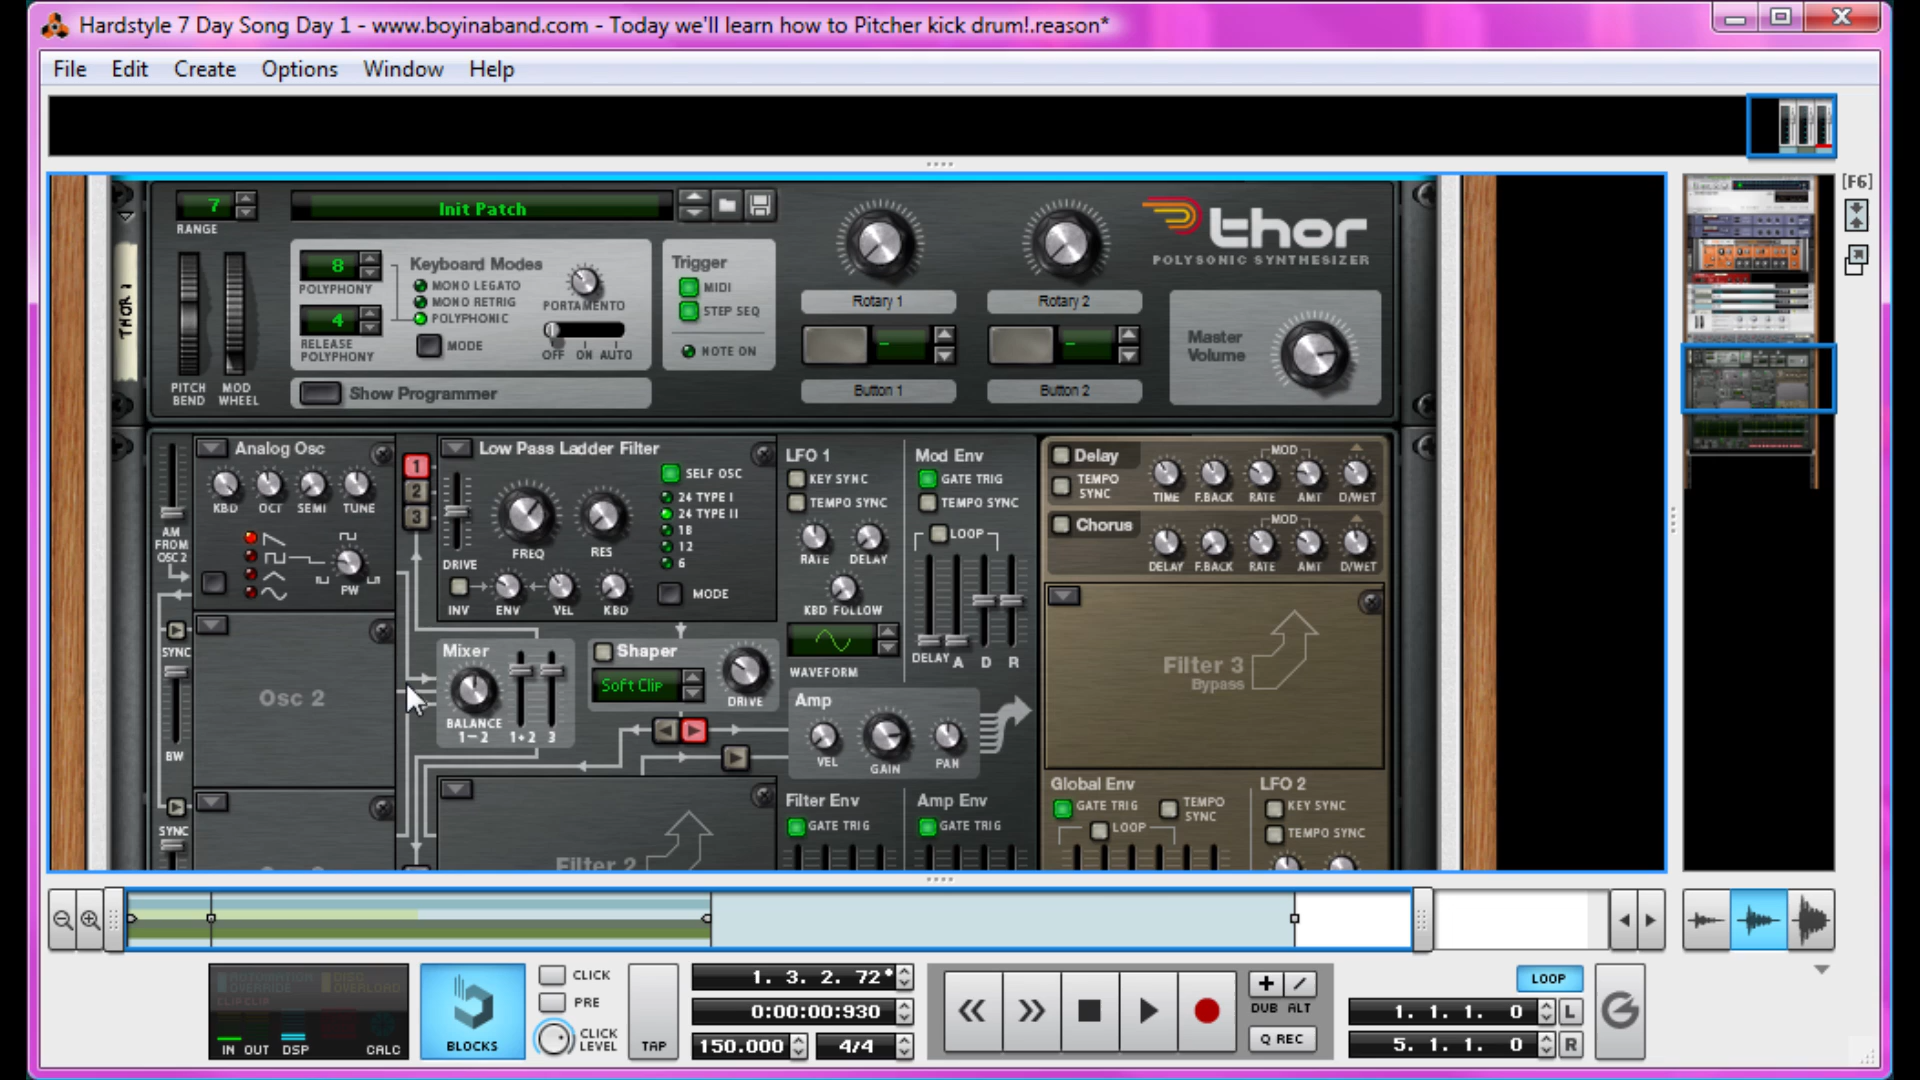 Hardstyle 7 Day Song Day 1 - www.boyinaband.com - Today we'll learn how to Pitcher kick drum!.reason*
File Edit Create Options Window Help
[F6]
7
RANGE
Init Patch
thor
POLYSONIC SYNTHESIZER
THOR 1
PITCH BEND
MOD WHEEL
8
POLYPHONY
4
RELEASE POLYPHONY
Keyboard Modes
MONO LEGATO
MONO RETRIG
POLYPHONIC
MODE
PORTAMENTO
OFF ON AUTO
Show Programmer
Trigger
MIDI
STEP SEQ
NOTE ON
Rotary 1
Rotary 2
Button 1
Button 2
Master Volume
AM FROM OSC 2
Analog Osc
KBD OCT SEMI TUNE
PW
SYNC
BW
SYNC
Osc 2
1
2
3
Low Pass Ladder Filter
DRIVE
FREQ
RES
SELF OSC
24 TYPE I
24 TYPE II
18
12
6
INV ENV VEL KBD
MODE
Mixer
BALANCE
1-2 1+2 3
Shaper
Soft Clip
DRIVE
Filter 2
LFO 1
KEY SYNC
TEMPO SYNC
RATE DELAY
KBD FOLLOW
WAVEFORM
Mod Env
GATE TRIG
TEMPO SYNC
LOOP
DELAY A D R
Amp
VEL GAIN PAN
Filter Env
GATE TRIG
Amp Env
GATE TRIG
Delay
TEMPO SYNC
MOD
TIME F.BACK RATE AMT D/WET
Chorus
MOD
DELAY F.BACK RATE AMT D/WET
Filter 3
Bypass
Global Env
GATE TRIG
TEMPO SYNC
LOOP
LFO 2
KEY SYNC
TEMPO SYNC
AUTOMATION OVERRIDE
DISC OVERLOAD
IN OUT DSP CALC
BLOCKS
CLICK
PRE
CLICK LEVEL
TAP
1. 3. 2. 72*
0:00:00:930
150.000 4/4
DUB ALT
Q REC
LOOP
1. 1. 1. 0 L
5. 1. 1. 0 R